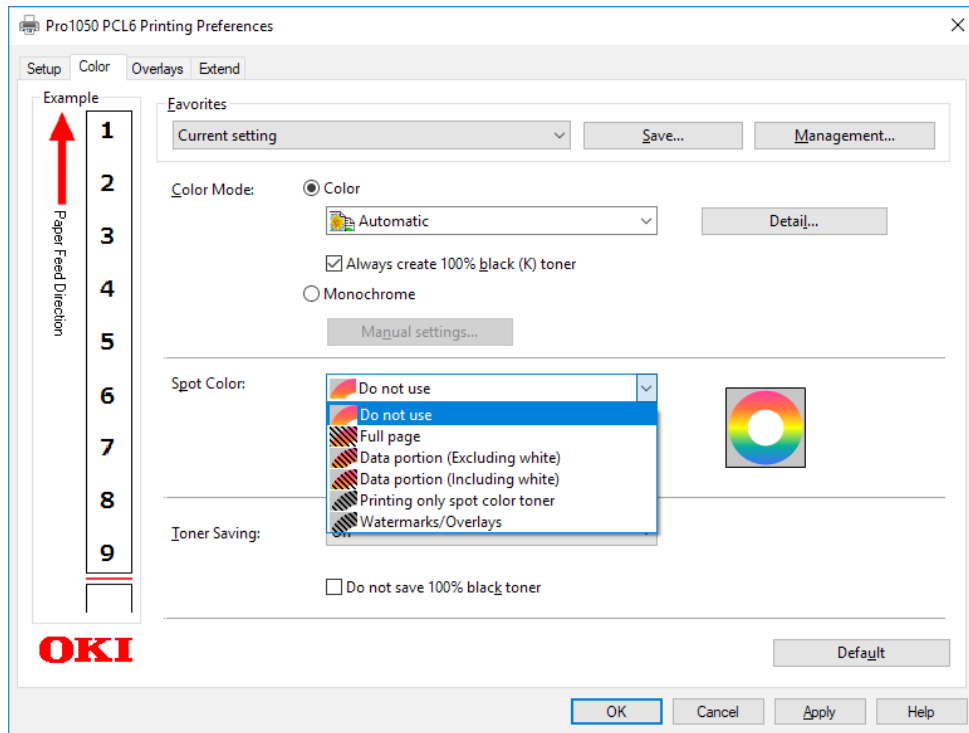 Pro1050 PCL6 Printing Preferences
Setup Color Overlays Extend
Example
1
2
3
4
5
6
7
8
9
Paper Feed Direction
OKI
Favorites
Current setting Save... Management...
Color Mode: Color
Automatic Detail...
Always create 100% black (K) toner
Monochrome
Manual settings...
Spot Color: Do not use
Do not use
Full page
Data portion (Excluding white)
Data portion (Including white)
Printing only spot color toner
Watermarks/Overlays
Toner Saving:
Do not save 100% black toner
Default
OK Cancel Apply Help